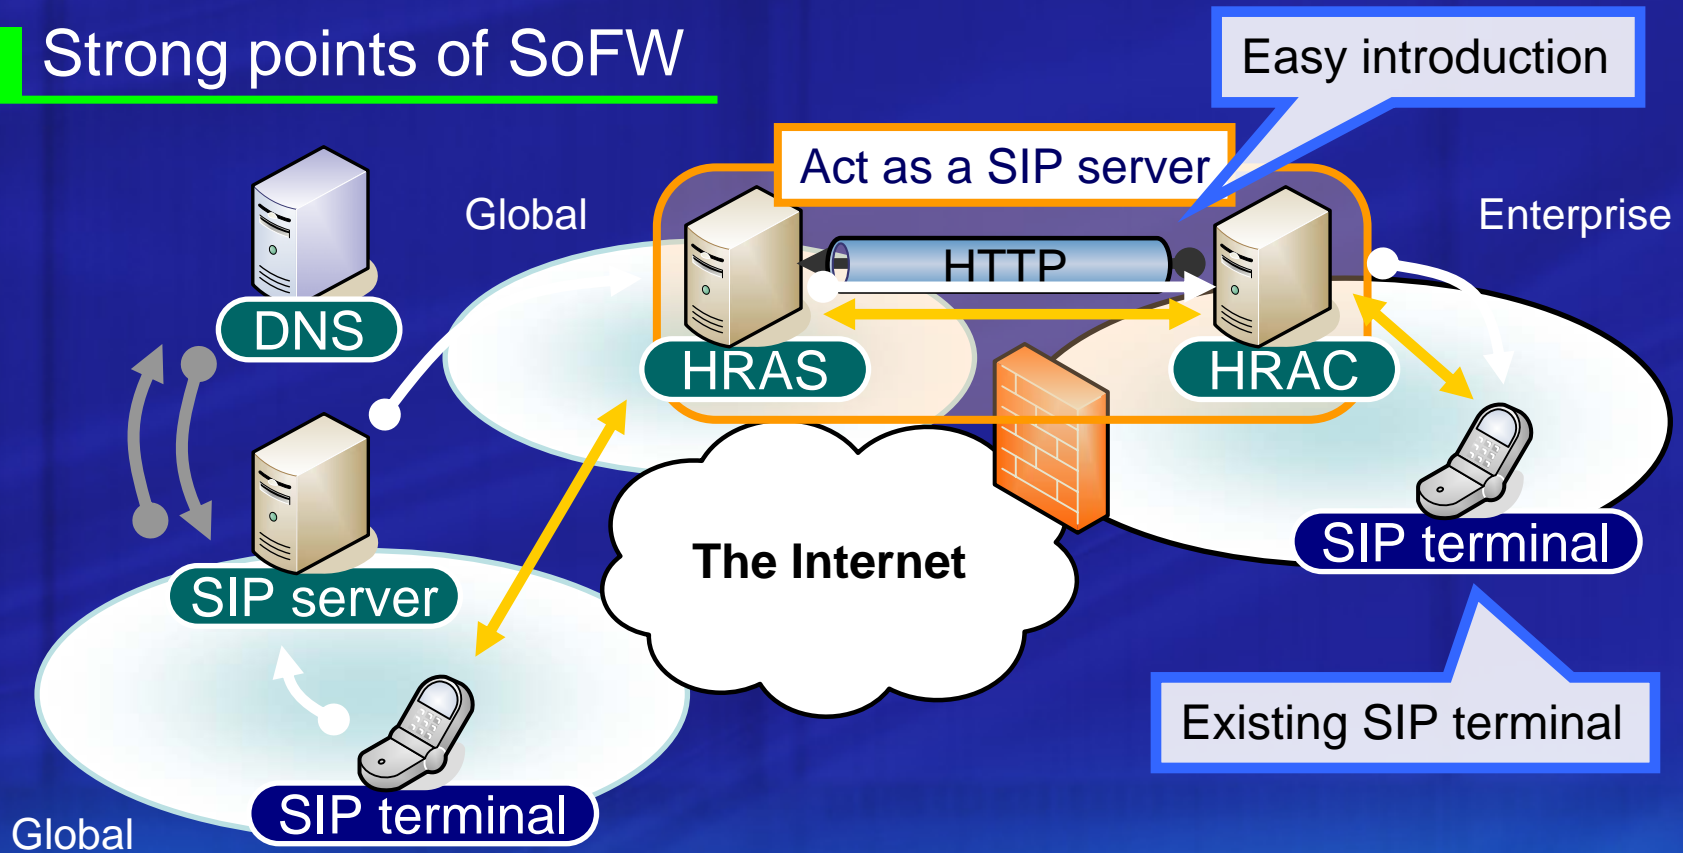 Strong points of SoFW
Easy introduction
Act as a SIP server
Global
Enterprise
HTTP
DNS
HRAS
HRAC
SIP terminal
The Internet
SIP server
Existing SIP terminal
SIP terminal
Global